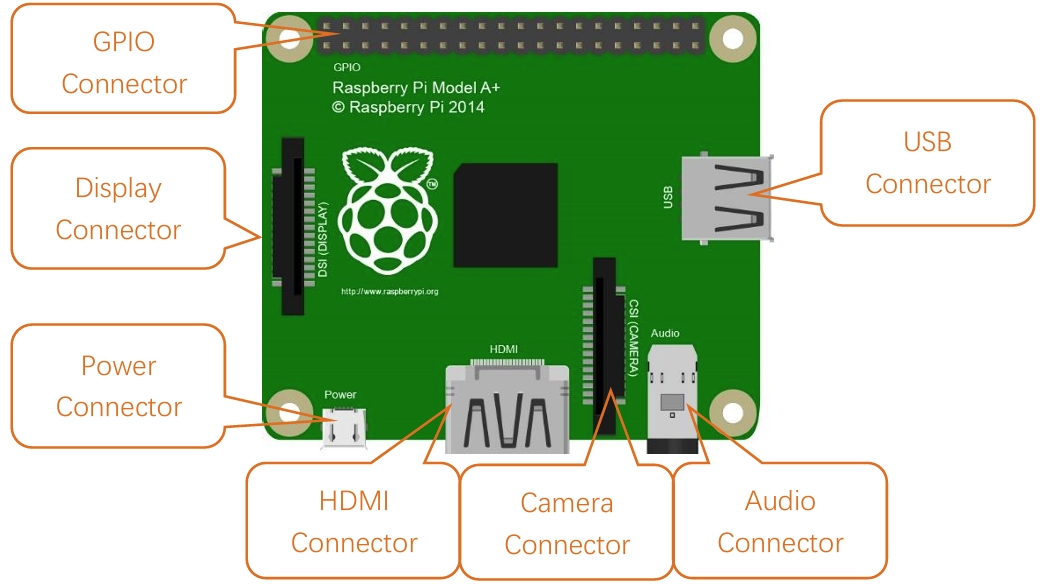 GPIO
Connector
GPIO
Raspberry Pi Model A+
© Raspberry Pi 2014
USB
Connector
USB
Display
Connector
DSI (DISPLAY)
TM
http://www.raspberrypi.org
CSI (CAMERA)
Audio
HDMI
Power
Connector
Power
HDMI
Connector
Camera
Connector
Audio
Connector